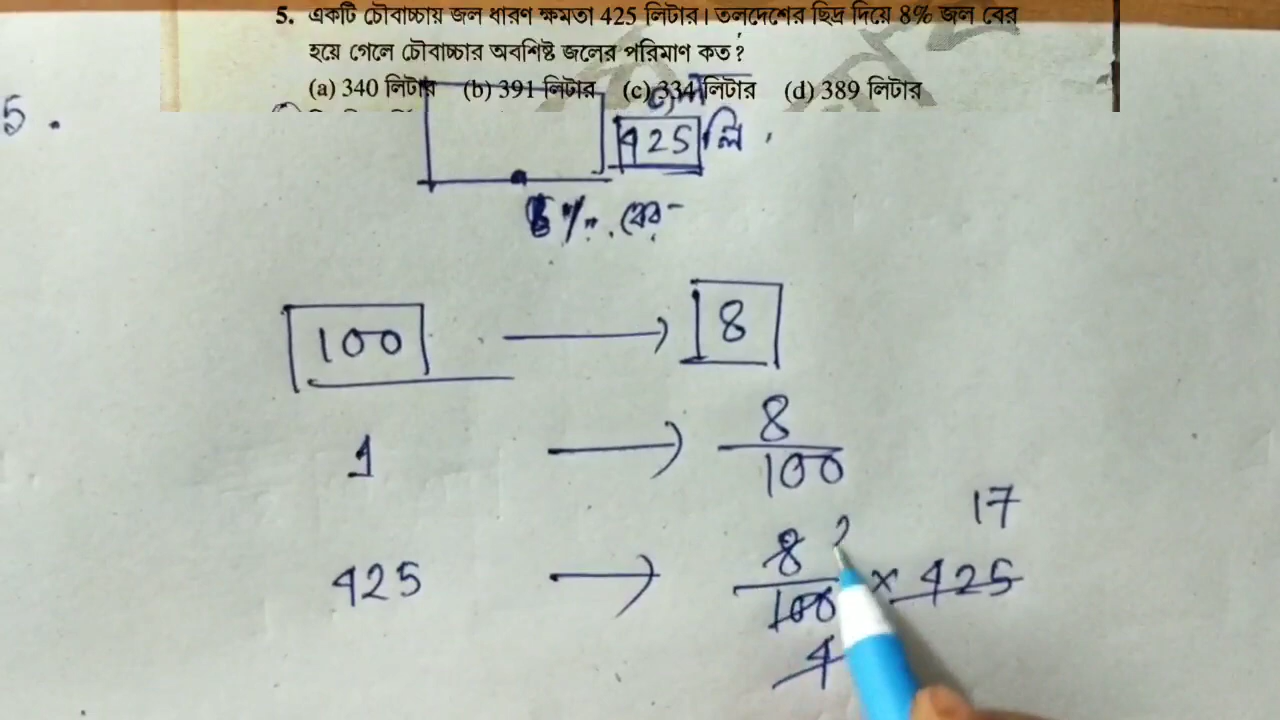 5. একটি চৌবাচ্চায় জল ধারণ ক্ষমতা 425 লিটার। তলদেশের ছিদ্র দিয়ে 8% জল বের
হয়ে গেলে চৌবাচ্চার অবশিষ্ট জলের পরিমাণ কত?
(a) 340 লিটার (b) 391 লিটার (c) 334 লিটার (d) 389 লিটার
5.
425 লি.
% বের
100 → 8
1 → 8/100
17
425 → 8/100 × 425
2
4